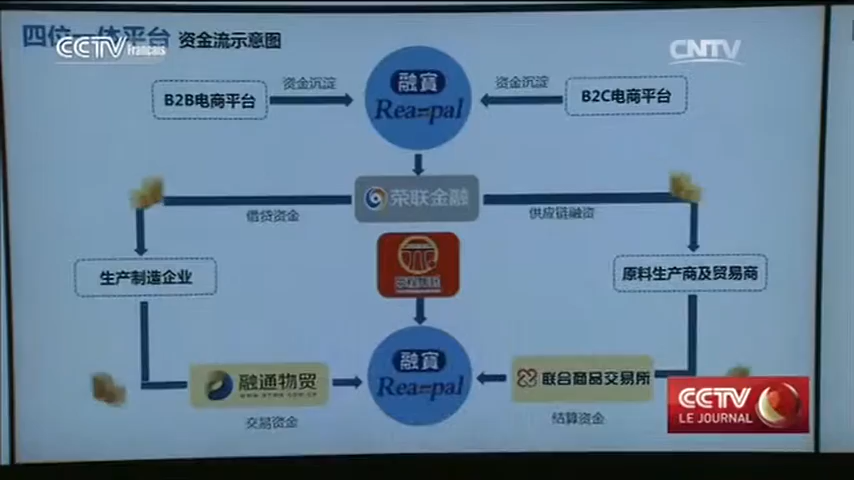 四位一体平台 资金流示意图
CCTV Français
CNTV
B2B电商平台
资金沉淀
融寳
Reapal
资金沉淀
B2C电商平台
荣联金融
借贷资金
供应链融资
生产制造企业
原料生产商及贸易商
融寳
Reapal
融通物贸
联合商品交易所
交易资金
结算资金
CCTV
LE JOURNAL